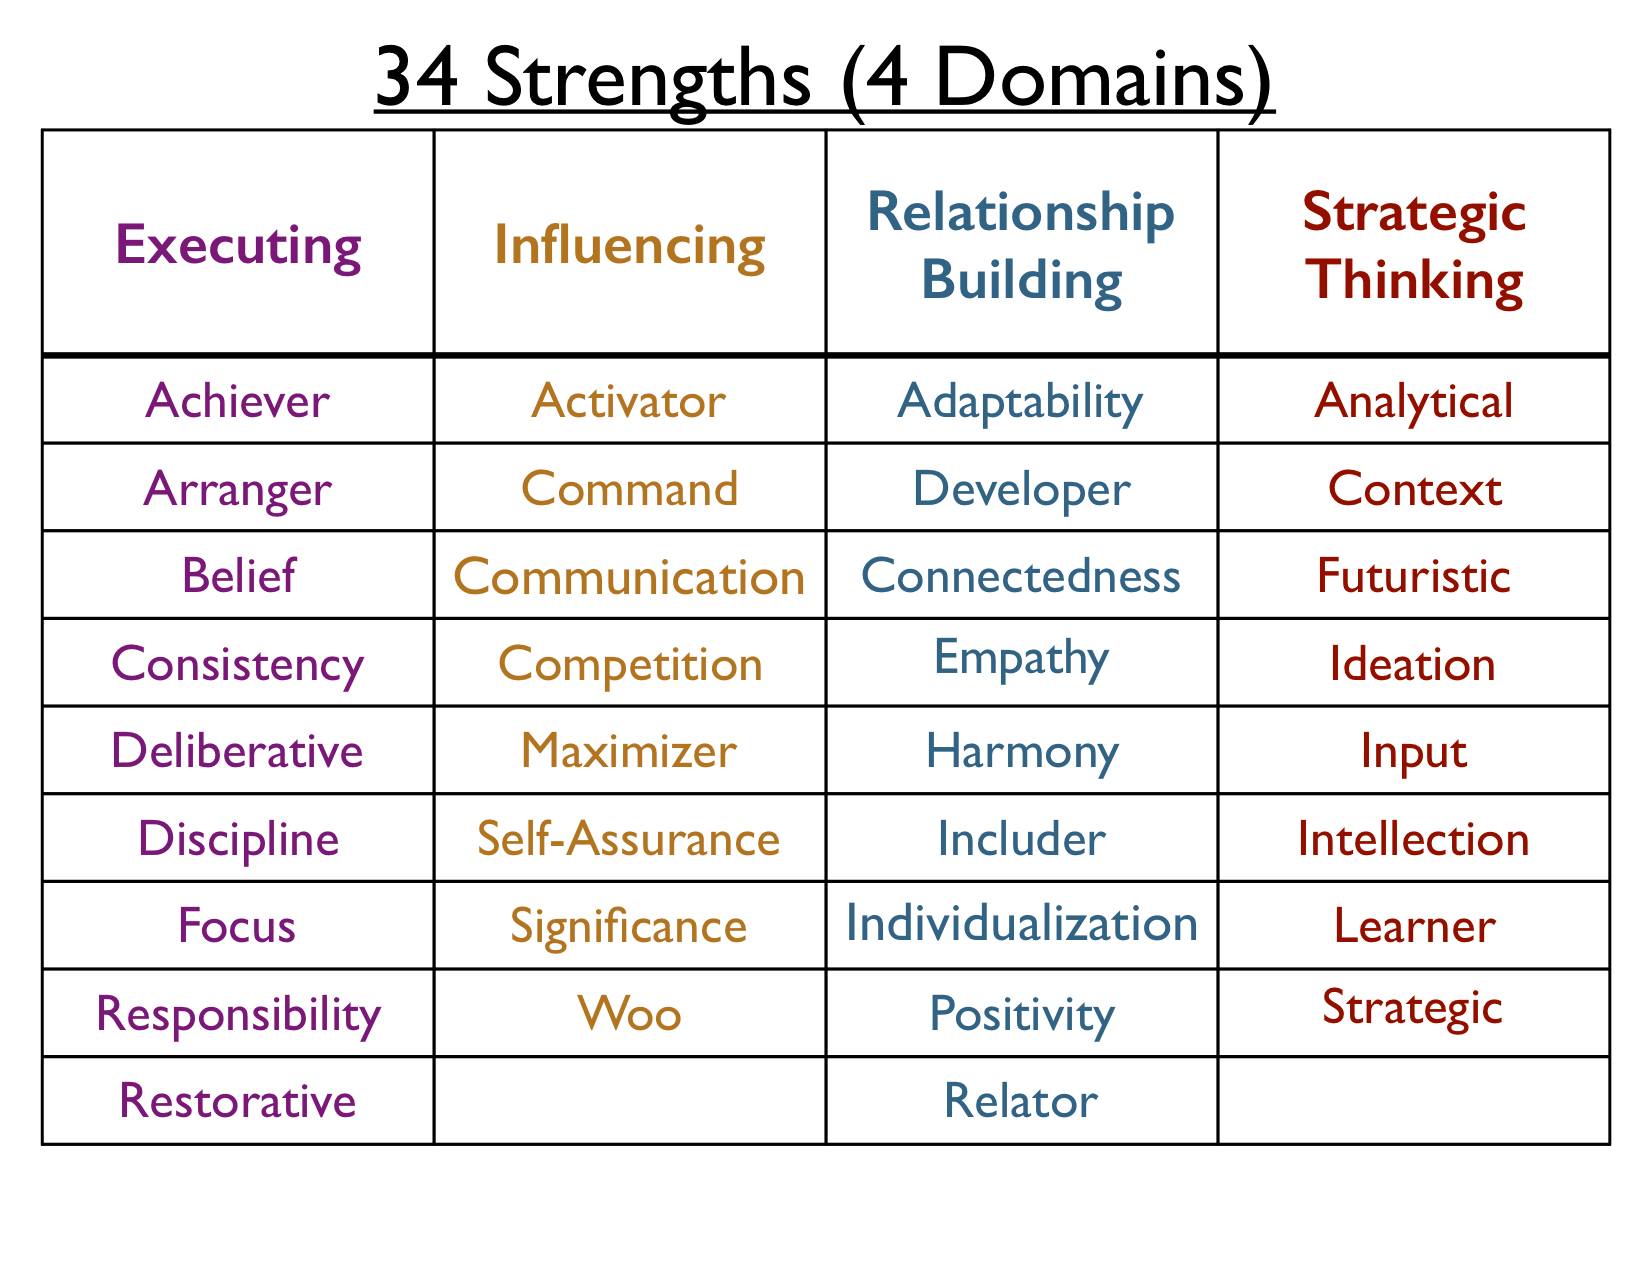 34 Strengths (4 Domains)
Executing
Influencing
Relationship
Building
Strategic
Thinking
Achiever
Activator
Adaptability
Analytical
Arranger
Command
Developer
Context
Belief
Communication
Connectedness
Futuristic
Consistency
Competition
Empathy
Ideation
Deliberative
Maximizer
Harmony
Input
Discipline
Self-Assurance
Includer
Intellection
Focus
Significance
Individualization
Learner
Responsibility
Woo
Positivity
Strategic
Restorative
Relator